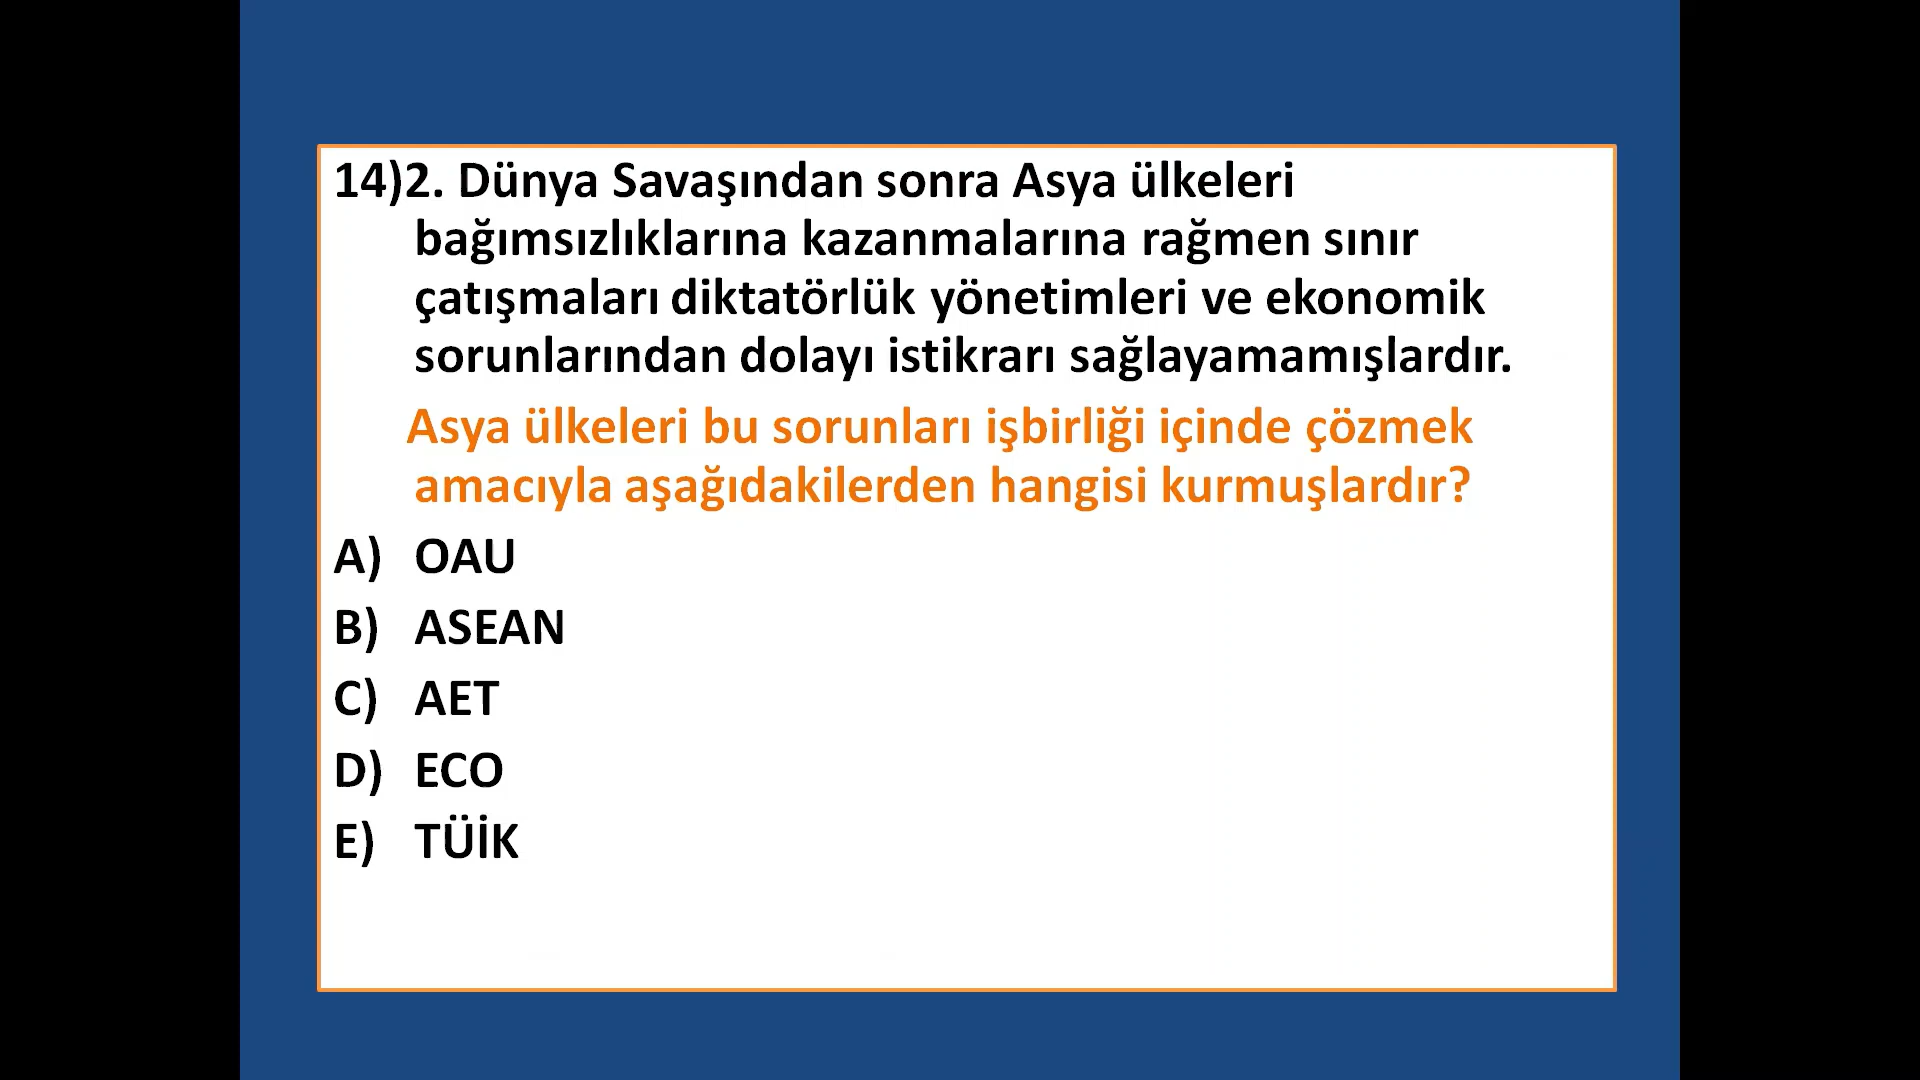 14)2. Dünya Savaşından sonra Asya ülkeleri
bağımsızlıklarına kazanmalarına rağmen sınır
çatışmaları diktatörlük yönetimleri ve ekonomik
sorunlarından dolayı istikrarı sağlayamamışlardır.
Asya ülkeleri bu sorunları işbirliği içinde çözmek
amacıyla aşağıdakilerden hangisi kurmuşlardır?
A) OAU
B) ASEAN
C) AET
D) ECO
E) TÜİK